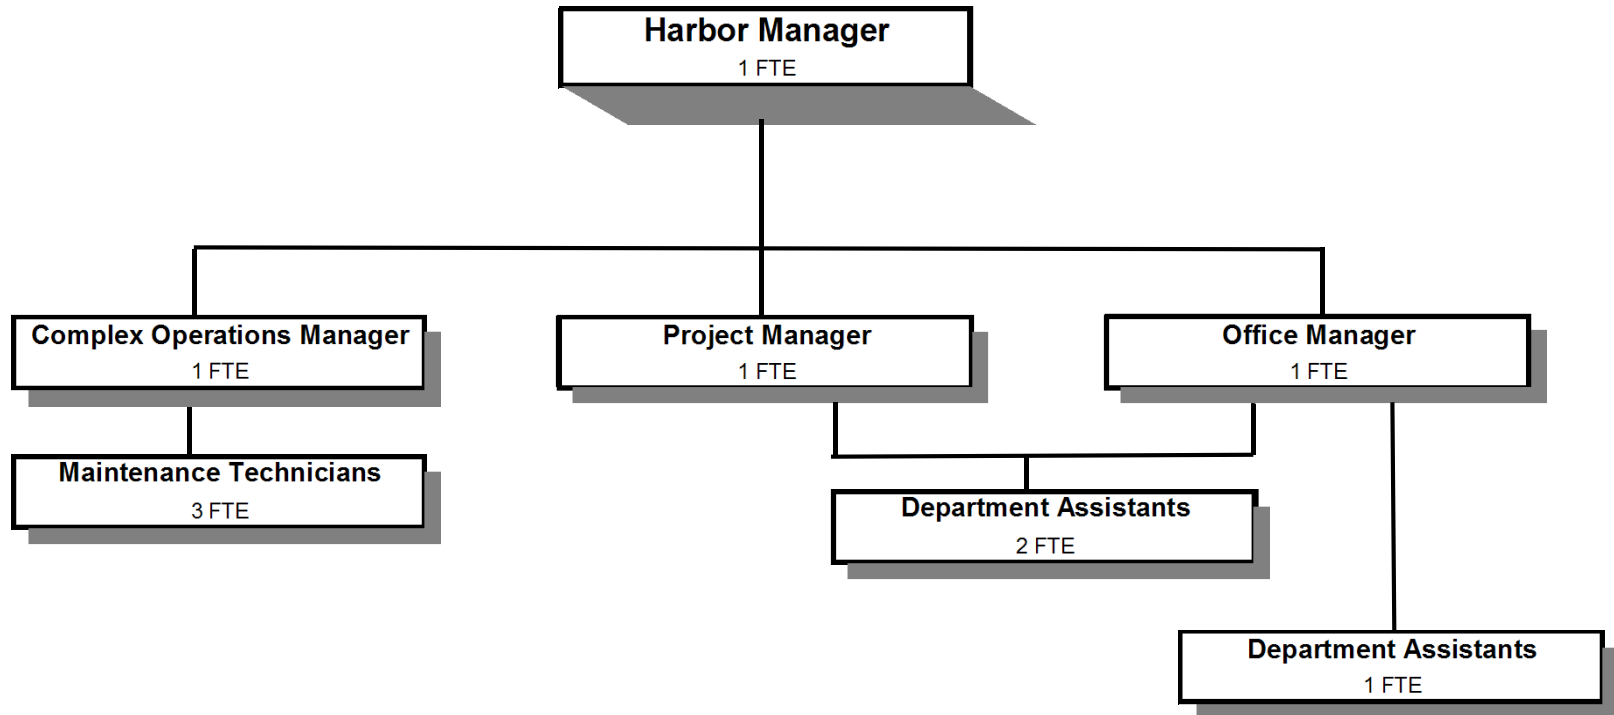 Harbor Manager
1 FTE
Complex Operations Manager
1 FTE
Project Manager
1 FTE
Office Manager
1 FTE
Maintenance Technicians
3 FTE
Department Assistants
2 FTE
Department Assistants
1 FTE